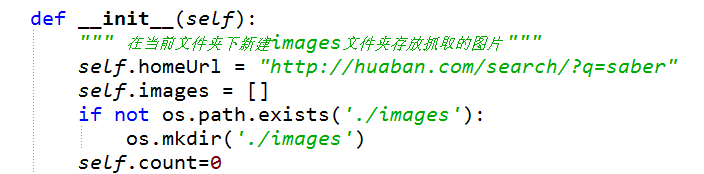 def __init__(self):
    """ 在当前文件夹下新建images文件夹存放抓取的图片"""
    self.homeUrl = "http://huaban.com/search/?q=saber"
    self.images = []
    if not os.path.exists('./images'):
        os.mkdir('./images')
    self.count=0